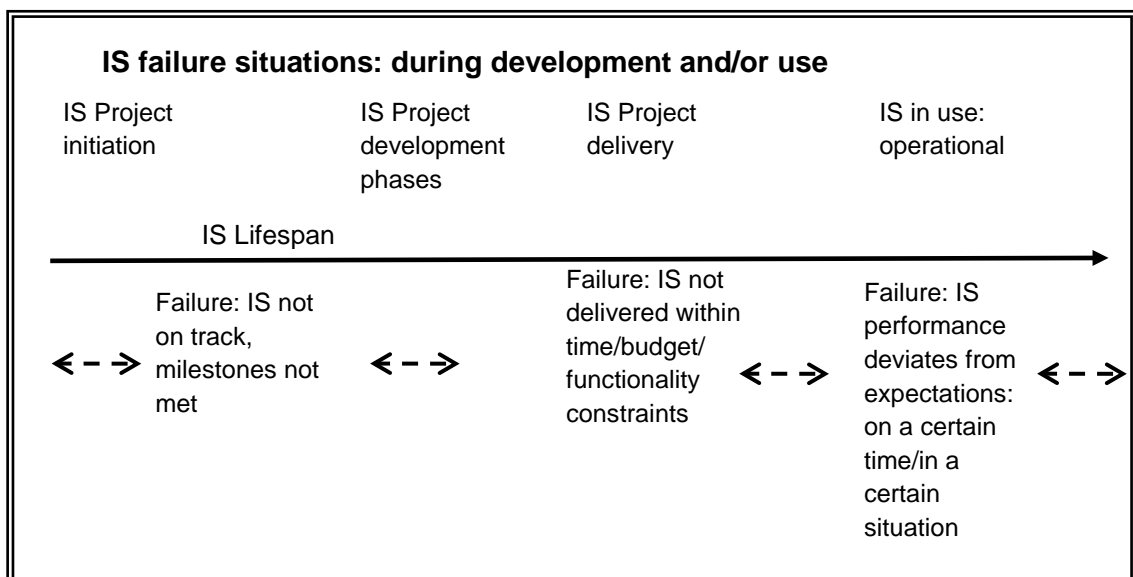 IS failure situations: during development and/or use
IS Project
initiation
IS Project
development
phases
IS Project
delivery
IS in use:
operational
IS Lifespan
Failure: IS not
on track,
milestones not
met
Failure: IS not
delivered within
time/budget/
functionality
constraints
Failure: IS
performance
deviates from
expectations:
on a certain
time/in a
certain
situation